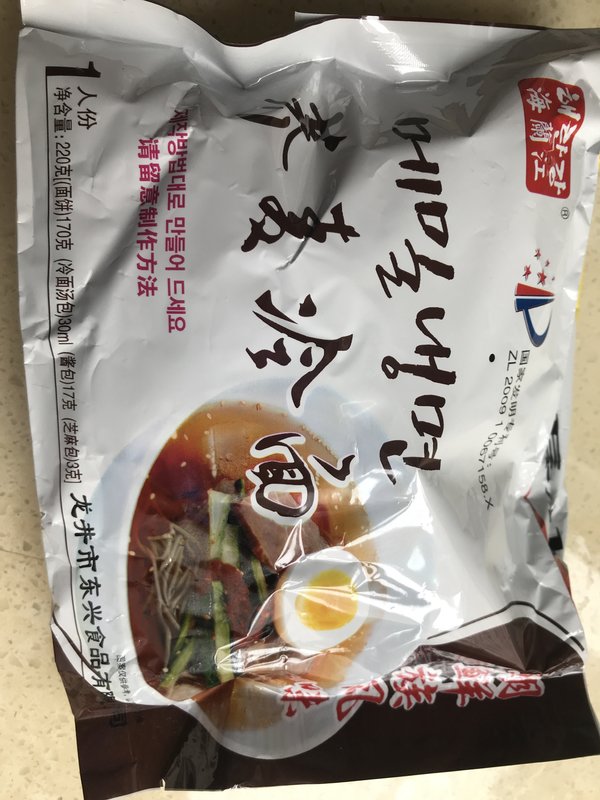 해란강
海蘭江
®
国家发明专利号:
ZL 2009 1 0067158.X
메밀냉면
荞麦冷面
朝鲜族风味
제작방법대로 만들어 드세요
请留意制作方法
1人份
净含量:220克[(面饼)170克 (冷面汤包)30ml (酱包)17克 (芝麻包)3克]
龙井市东兴食品有限公司